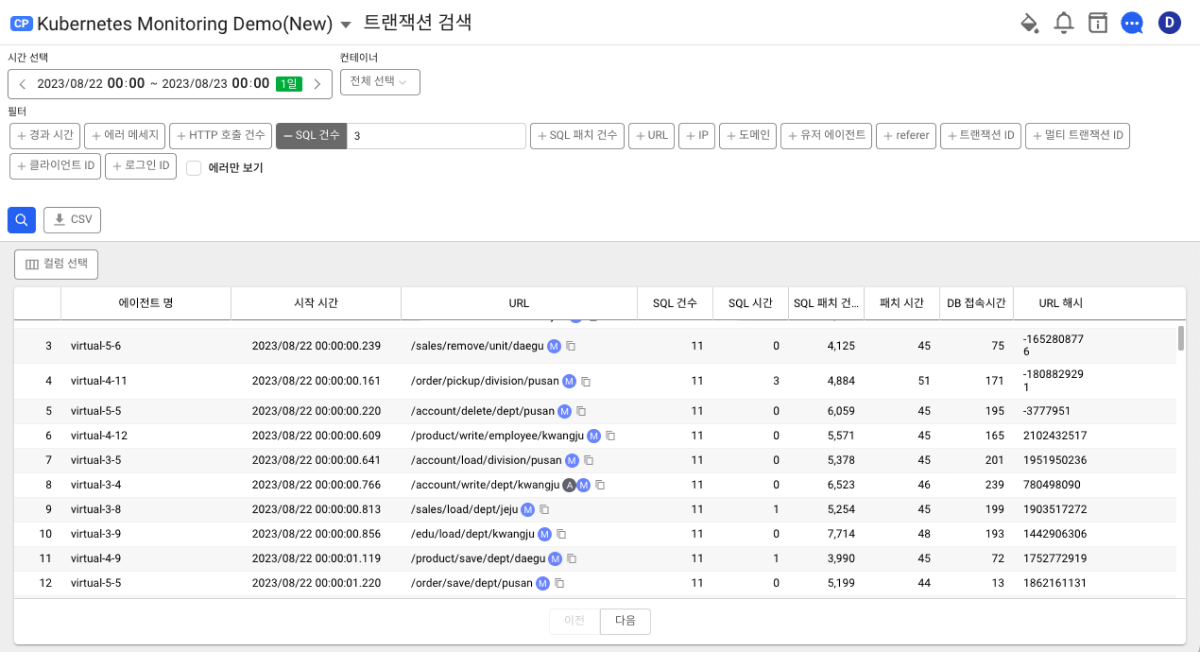 CP Kubernetes Monitoring Demo(New) 트랜잭션 검색 D
시간 선택 컨테이너
2023/08/22 00:00 ~ 2023/08/23 00:00 1일 전체 선택
필터
+ 경과 시간 + 에러 메세지 + HTTP 호출 건수 − SQL 건수 3 + SQL 패치 건수 + URL + IP + 도메인 + 유저 에이전트 + referer + 트랜잭션 ID + 멀티 트랜잭션 ID
+ 클라이언트 ID + 로그인 ID 에러만 보기
CSV
컬럼 선택
에이전트 명 시작 시간 URL SQL 건수 SQL 시간 SQL 패치 건... 패치 시간 DB 접속시간 URL 해시
3 virtual-5-6 2023/08/22 00:00:00.239 /sales/remove/unit/daegu M 11 0 4,125 45 75 -165280877
6
4 virtual-4-11 2023/08/22 00:00:00.161 /order/pickup/division/pusan M 11 3 4,884 51 171 -180882929
1
5 virtual-5-5 2023/08/22 00:00:00.220 /account/delete/dept/pusan M 11 0 6,059 45 195 -3777951
6 virtual-4-12 2023/08/22 00:00:00.609 /product/write/employee/kwangju M 11 0 5,571 45 165 2102432517
7 virtual-3-5 2023/08/22 00:00:00.641 /account/load/division/pusan M 11 0 5,378 45 201 1951950236
8 virtual-3-4 2023/08/22 00:00:00.766 /account/write/dept/kwangju A M 11 0 6,523 46 239 780498090
9 virtual-3-8 2023/08/22 00:00:00.813 /sales/load/dept/jeju M 11 1 5,254 45 199 1903517272
10 virtual-3-9 2023/08/22 00:00:00.856 /edu/load/dept/kwangju M 11 0 7,714 48 193 1442906306
11 virtual-4-9 2023/08/22 00:00:01.119 /product/save/dept/daegu M 11 1 3,990 45 72 1752772919
12 virtual-5-5 2023/08/22 00:00:01.220 /order/save/dept/pusan M 11 0 5,199 44 13 1862161131
이전 다음